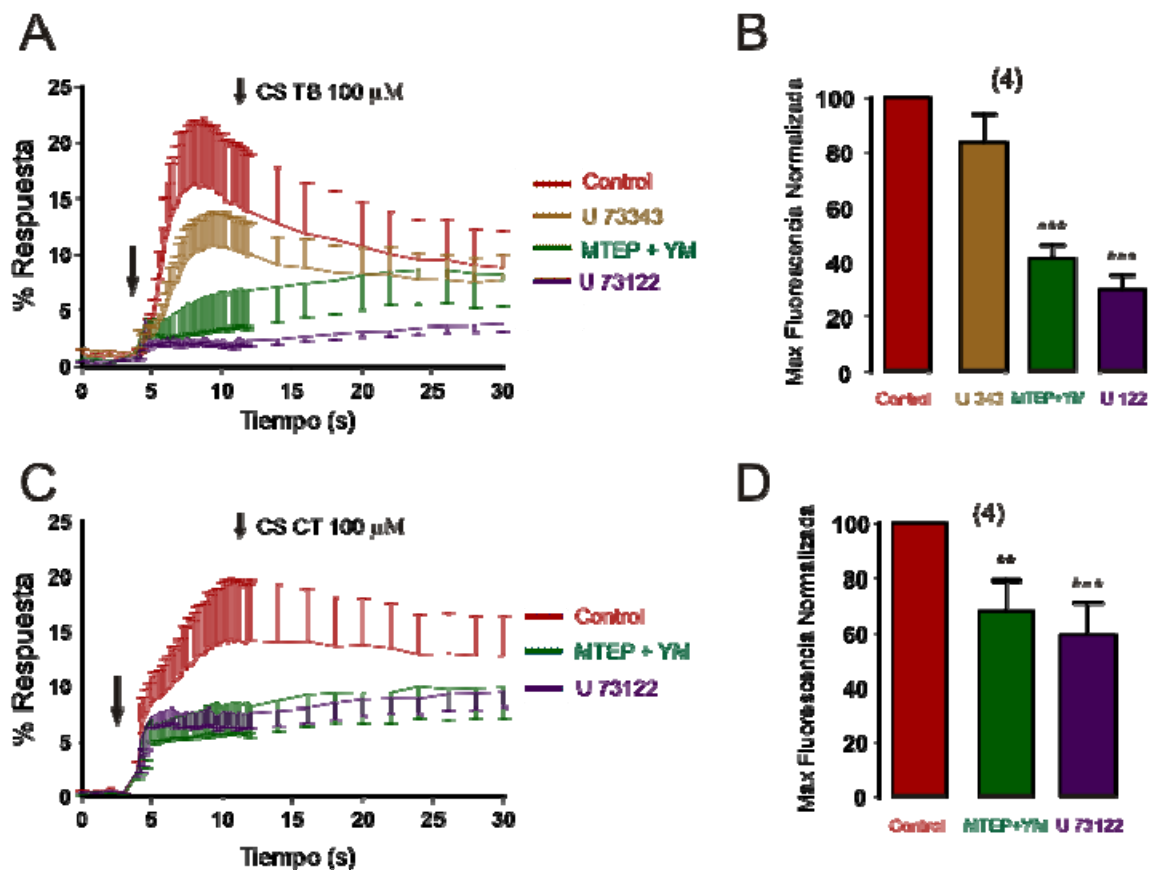 A
% Respuesta
25
20
15
10
5
0
CS TB 100 µM
Control
U 73343
MTEP + YM
U 73122
0 5 10 15 20 25 30
Tiempo (s)
B
(4)
Max Fluorescencia Normalizada
100
80
60
40
20
0
***
***
Control U 343 MTEP+YM U 122
C
% Respuesta
25
20
15
10
5
0
CS CT 100 µM
Control
MTEP + YM
U 73122
0 5 10 15 20 25 30
Tiempo (s)
D
(4)
Max Fluorescencia Normalizada
100
80
60
40
20
0
**
***
Control MTEP+YM U 73122